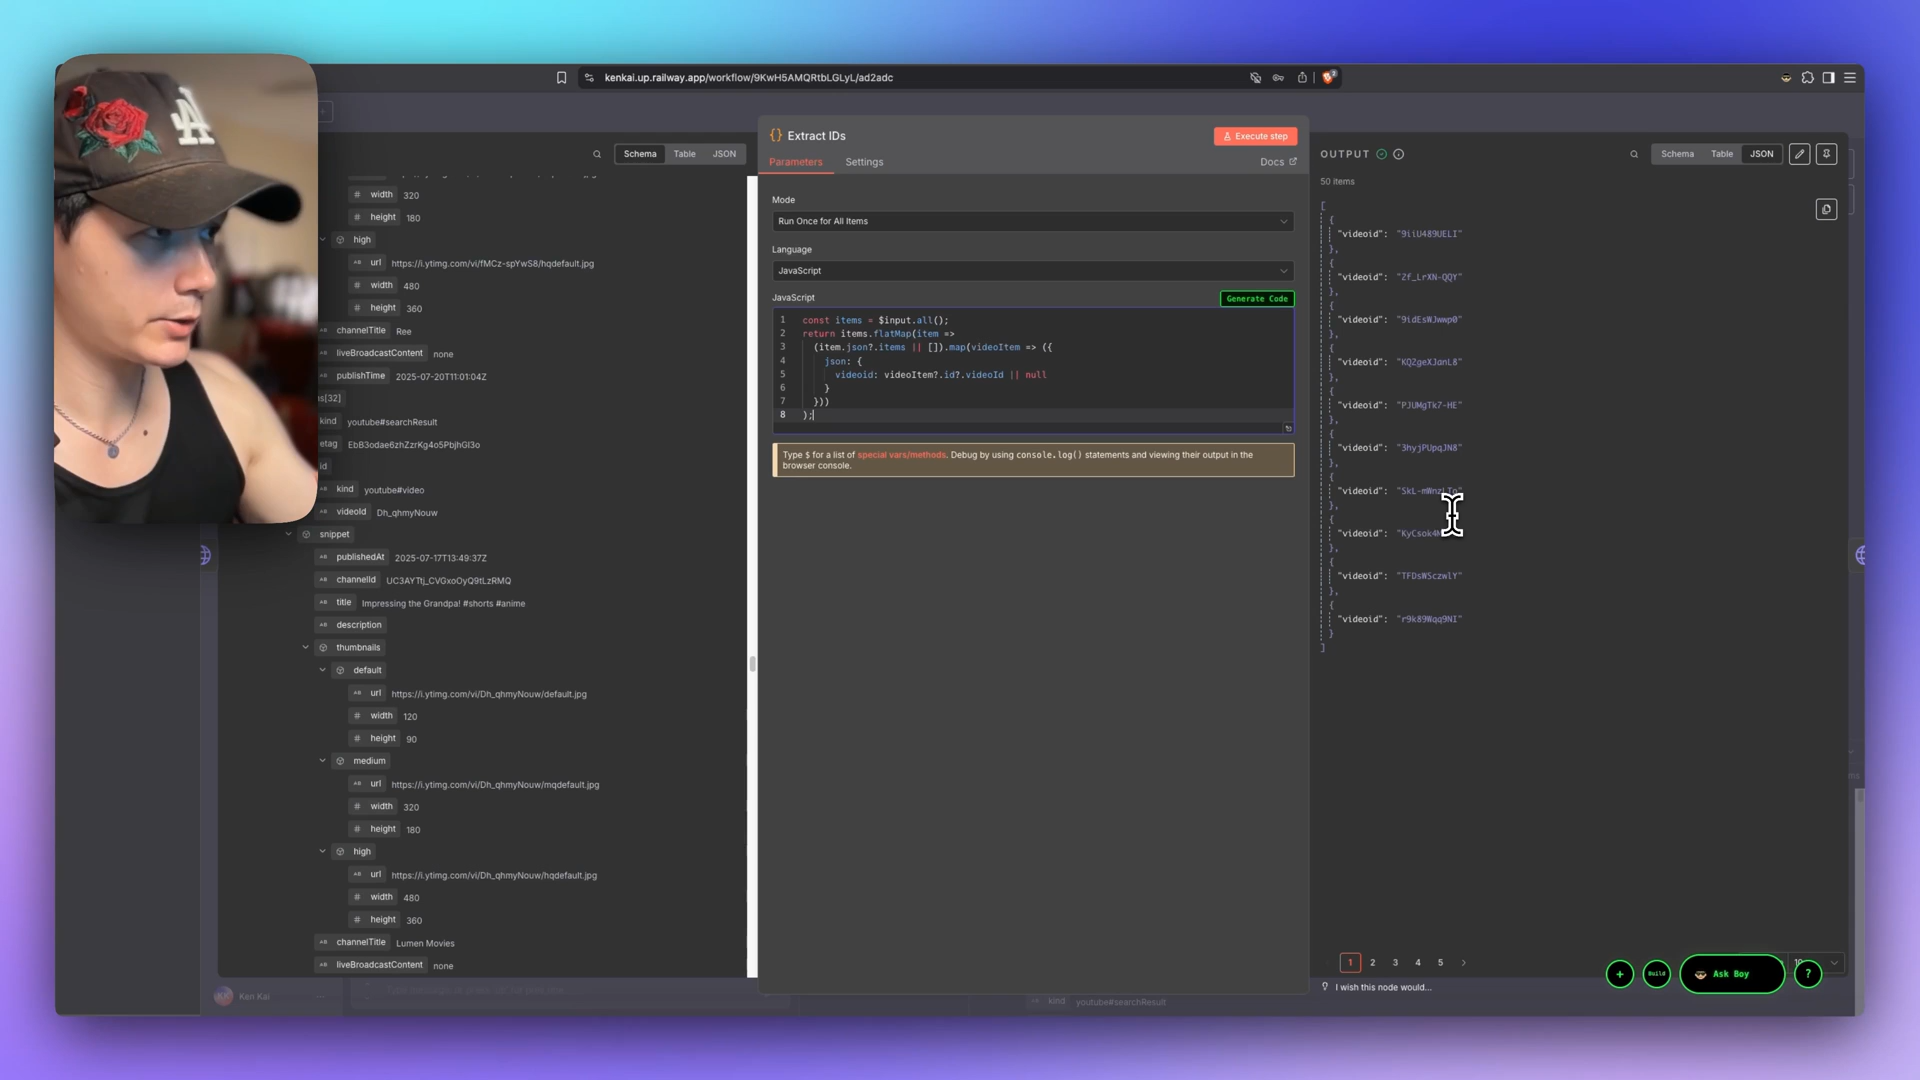 kenkai.up.railway.app/workflow/9KwH5AMQRtbLGLyL/ad2adc
LA
Schema Table JSON
width 320
height 180
high
url https://i.ytimg.com/vi/fMCz-spYwS8/hqdefault.jpg
width 480
height 360
channelTitle Ree
liveBroadcastContent none
publishTime 2025-07-20T11:01:04Z
ns[32]
kind youtube#searchResult
etag EbB3odae6zhZzrKg4o5PbjhGl3o
id
kind youtube#video
videoId Dh_qhmyNouw
snippet
publishedAt 2025-07-17T13:49:37Z
channelId UC3AYTtj_CVGxoOyQ9tLzRMQ
title Impressing the Grandpa! #shorts #anime
description
thumbnails
default
url https://i.ytimg.com/vi/Dh_qhmyNouw/default.jpg
width 120
height 90
medium
url https://i.ytimg.com/vi/Dh_qhmyNouw/mqdefault.jpg
width 320
height 180
high
url https://i.ytimg.com/vi/Dh_qhmyNouw/hqdefault.jpg
width 480
height 360
channelTitle Lumen Movies
liveBroadcastContent none
Ken Kai
{} Extract IDs
Execute step
Parameters Settings Docs
Mode
Run Once for All Items
Language
JavaScript
JavaScript
Generate Code
1 const items = $input.all();
2 return items.flatMap(item =>
3 (item.json?.items || []).map(videoItem => ({
4 json: {
5 videoid: videoItem?.id?.videoId || null
6 }
7 }))
8 );
Type $ for a list of special vars/methods. Debug by using console.log() statements and viewing their output in the
browser console.
kind youtube#searchResult
OUTPUT
Schema Table JSON
50 items
[
{
"videoid": "9iiU489UELI"
},
{
"videoid": "2f_LrXN-QQY"
},
{
"videoid": "9idEsWJwwp0"
},
{
"videoid": "KQ2geXJanL8"
},
{
"videoid": "PJUMgTk7-HE"
},
{
"videoid": "3hyjPUpqJN8"
},
{
"videoid":
},
{
"videoid":
},
{
"videoid": "TFDsWSczwlY"
},
{
"videoid": "r9k89Wqq9NI"
}
]
1 2 3 4 5
+ Build Ask Boy ?
I wish this node would...